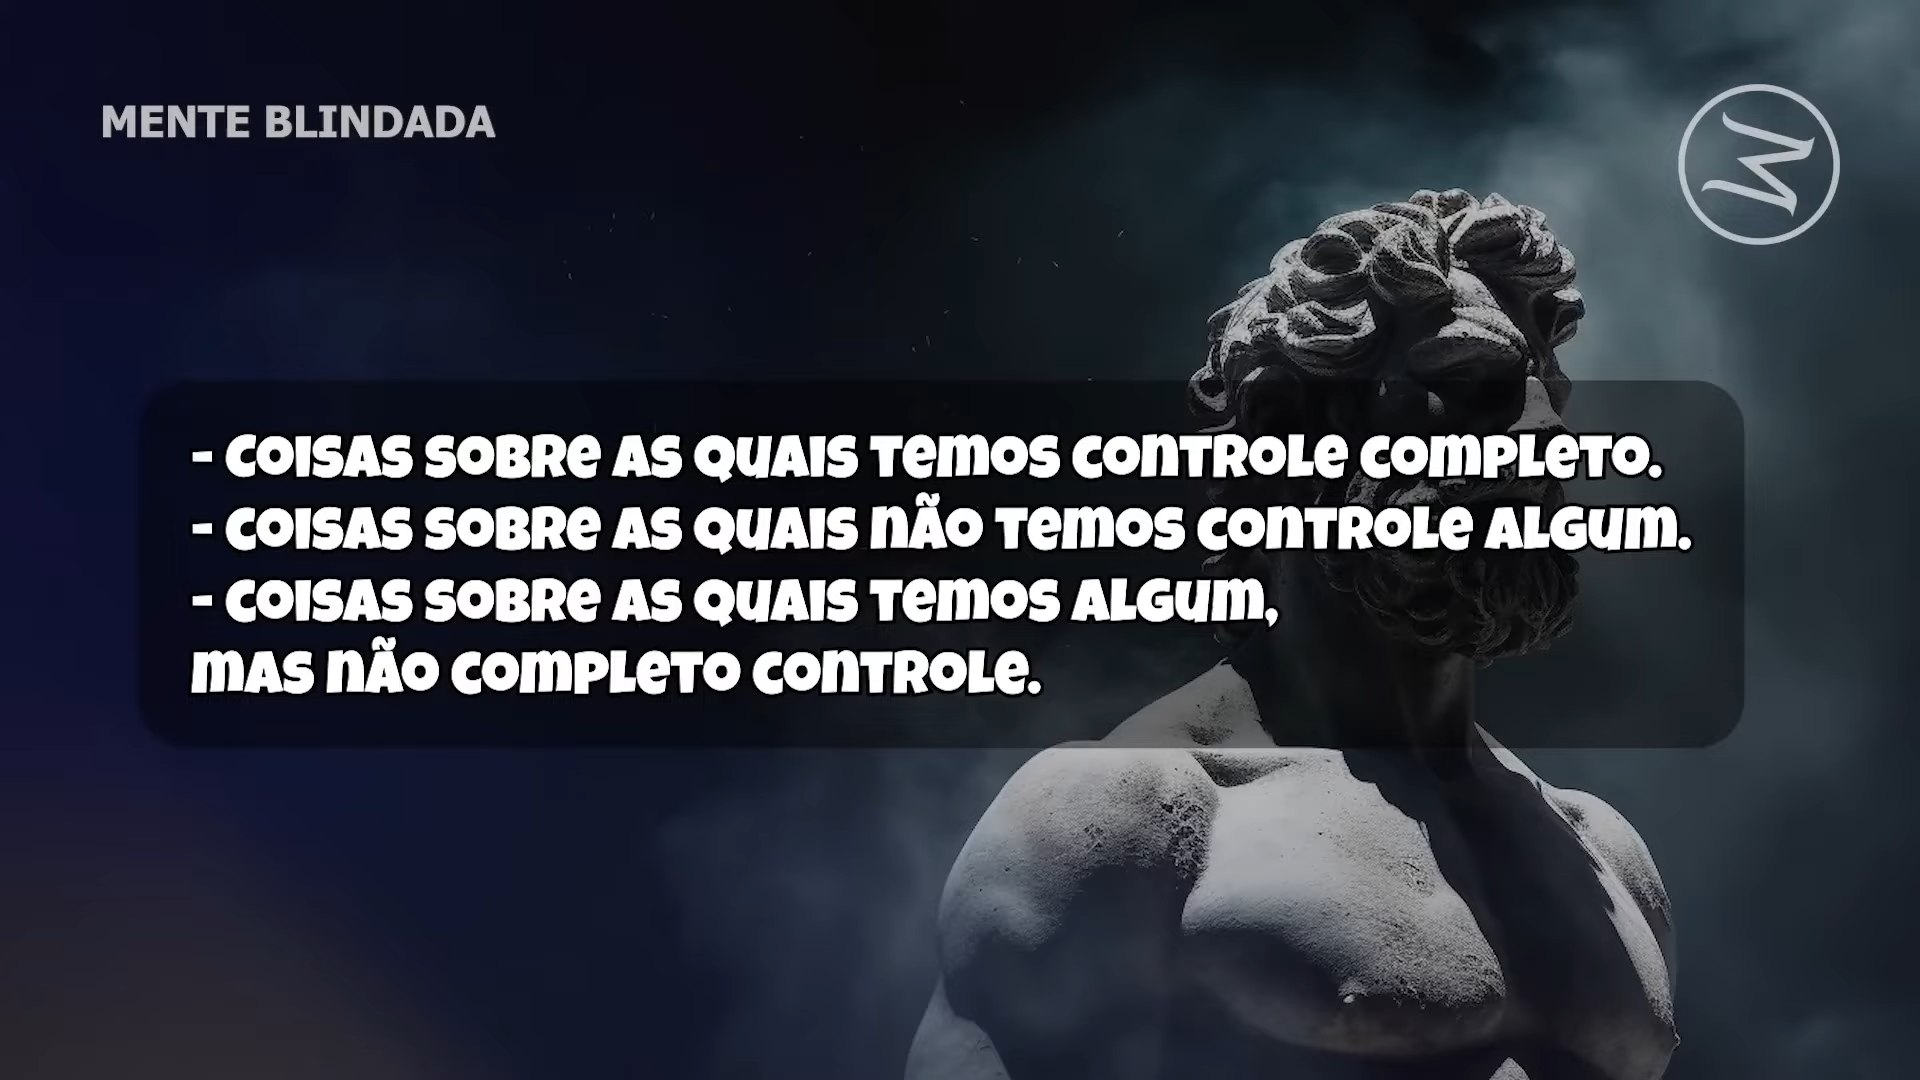 MENTE BLINDADA
- COISAS SOBRE AS QUAIS TEMOS CONTROLE COMPLETO.
- COISAS SOBRE AS QUAIS NÃO TEMOS CONTROLE ALGUM.
- COISAS SOBRE AS QUAIS TEMOS ALGUM,
MAS NÃO COMPLETO CONTROLE.